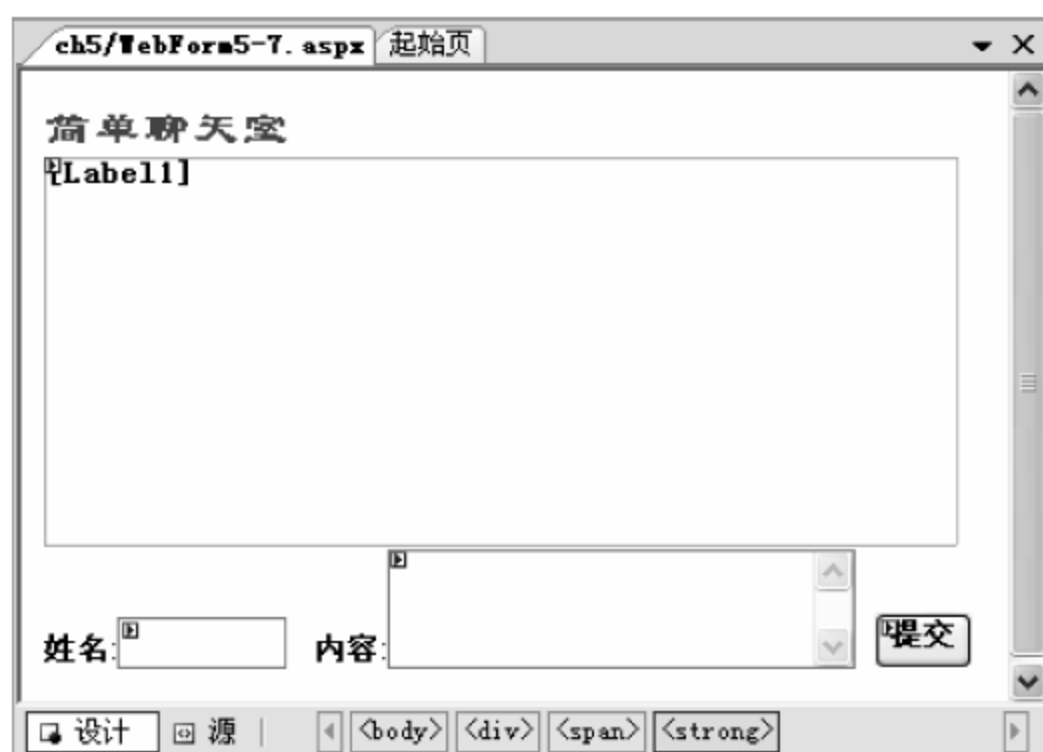 ch5/WebForm5-7.aspx 起始页
简单聊天室
[Label1]
姓名: 内容: 提交
设计 源 <body> <div> <span> <strong>